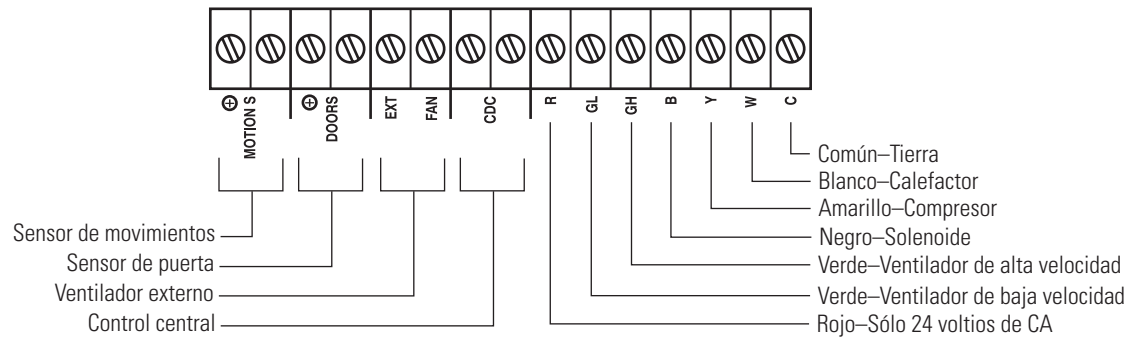 ⊕ MOTION S
⊕ DOORS
EXT
FAN
CDC
R
GL
GH
B
Y
W
C
Sensor de movimientos
Sensor de puerta
Ventilador externo
Control central
Común–Tierra
Blanco–Calefactor
Amarillo–Compresor
Negro–Solenoide
Verde–Ventilador de alta velocidad
Verde–Ventilador de baja velocidad
Rojo–Sólo 24 voltios de CA